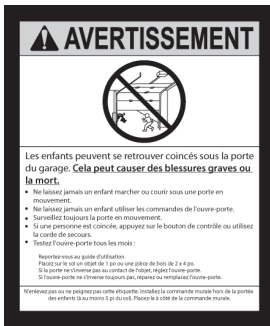 AVERTISSEMENT
Les enfants peuvent se retrouver coincés sous la porte
du garage. Cela peut causer des blessures graves ou
la mort.
• Ne laissez jamais un enfant marcher ou courir sous une porte en
mouvement.
• Ne laissez jamais un enfant utiliser les commandes de l'ouvre-porte.
• Surveillez toujours la porte en mouvement.
• Si une personne est coincée, appuyez sur le bouton de contrôle ou utilisez
la corde de secours.
• Testez l'ouvre-porte tous les mois :
Reportez-vous au guide d'utilisation.
Placez sur le sol un objet de 1 po ou une pièce de bois de 2 x 4 po.
Si la porte ne s'inverse pas au contact de l'objet, réglez l'ouvre-porte.
Si l'ouvre-porte ne s'inverse toujours pas, réparez ou remplacez l'ouvre-porte.
N'enlevez pas ou ne peignez pas cette étiquette. Installez la commande murale hors de la portée
des enfants (à au moins 5 pi du sol). Placez-la à côté de la commande murale.